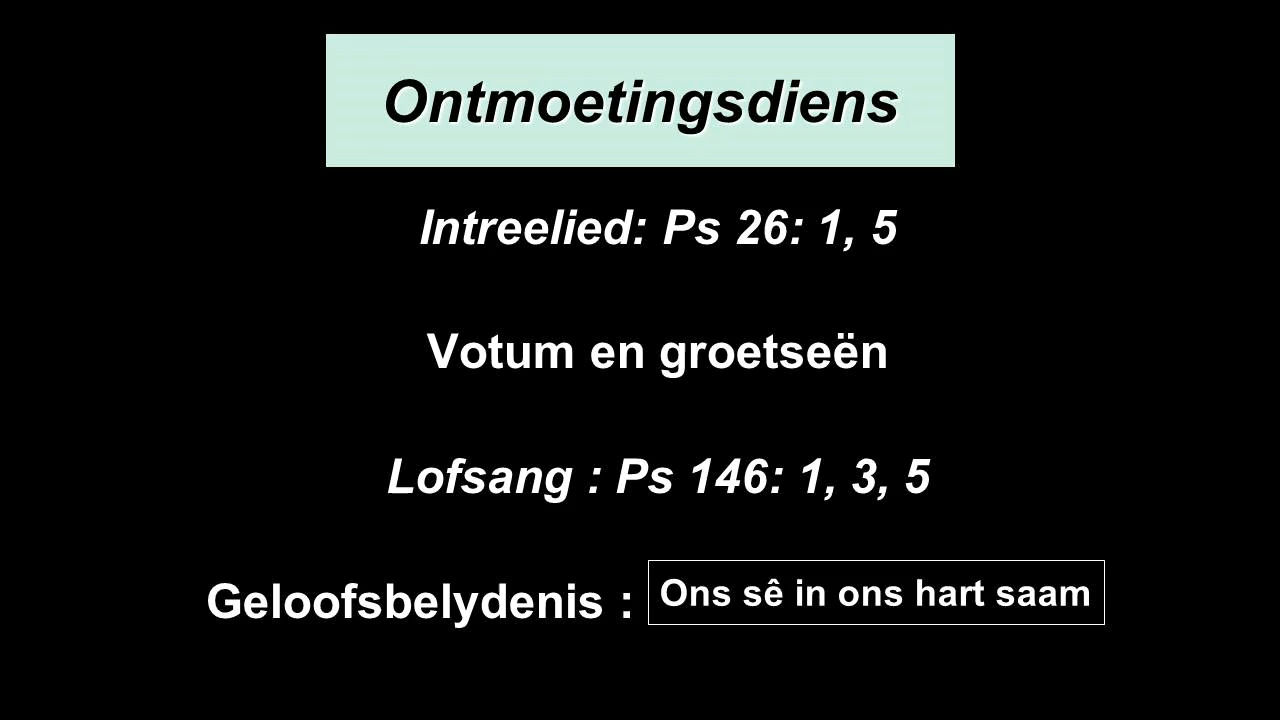 Ontmoetingsdiens
Intreelied: Ps 26: 1, 5
Votum en groetseën
Lofsang : Ps 146: 1, 3, 5
Geloofsbelydenis : Ons sê in ons hart saam